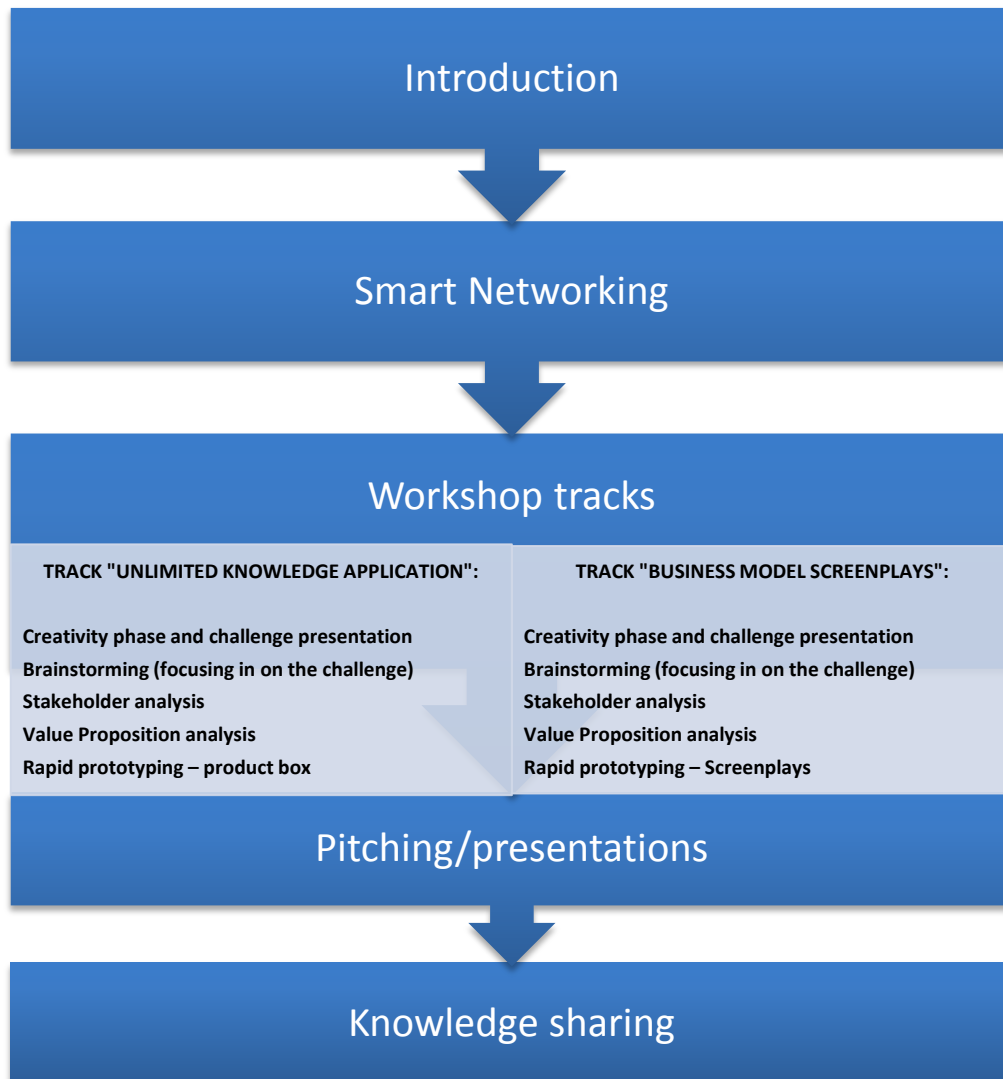 Introduction
Smart Networking
Workshop tracks
TRACK "UNLIMITED KNOWLEDGE APPLICATION":
Creativity phase and challenge presentation
Brainstorming (focusing in on the challenge)
Stakeholder analysis
Value Proposition analysis
Rapid prototyping – product box
TRACK "BUSINESS MODEL SCREENPLAYS":
Creativity phase and challenge presentation
Brainstorming (focusing in on the challenge)
Stakeholder analysis
Value Proposition analysis
Rapid prototyping – Screenplays
Pitching/presentations
Knowledge sharing